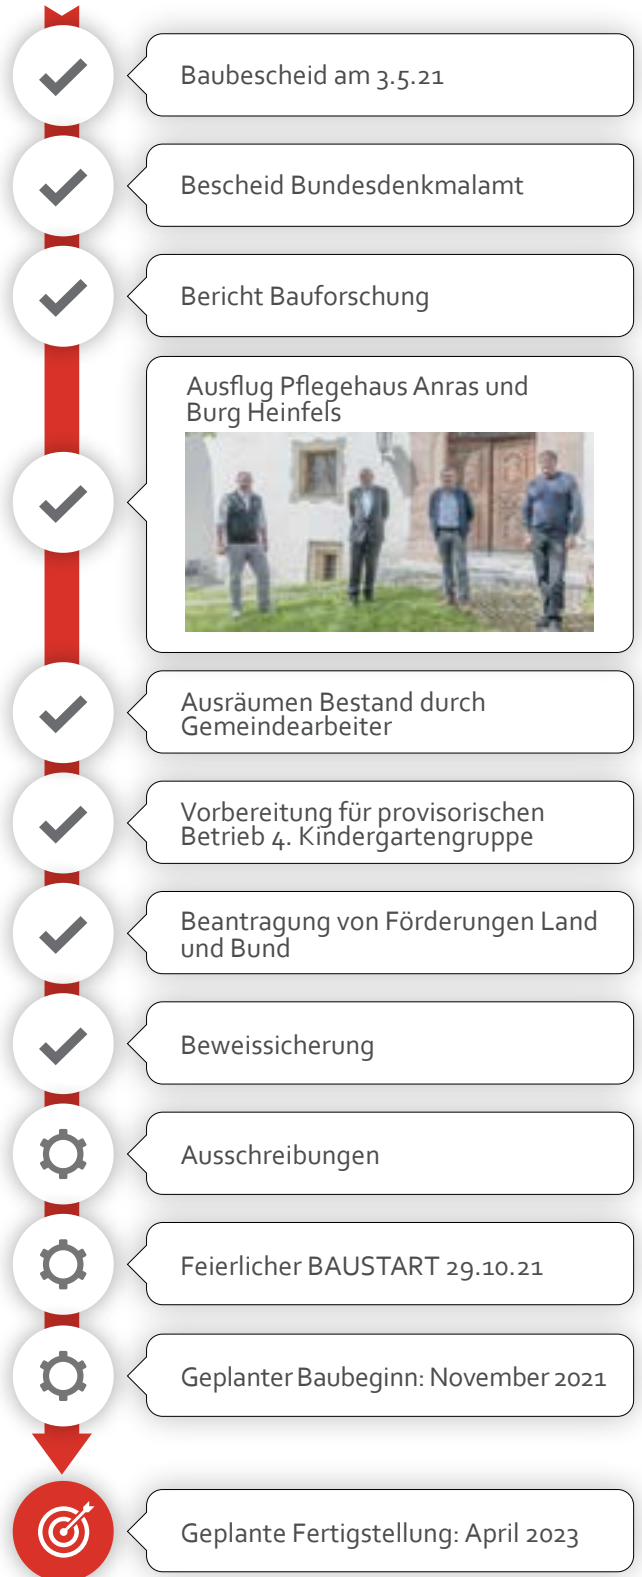 Baubescheid am 3.5.21
Bescheid Bundesdenkmalamt
Bericht Bauforschung
Ausflug Pflegehaus Anras und
Burg Heinfels
Ausräumen Bestand durch
Gemeindearbeiter
Vorbereitung für provisorischen
Betrieb 4. Kindergartengruppe
Beantragung von Förderungen Land
und Bund
Beweissicherung
Ausschreibungen
Feierlicher BAUSTART 29.10.21
Geplanter Baubeginn: November 2021
Geplante Fertigstellung: April 2023